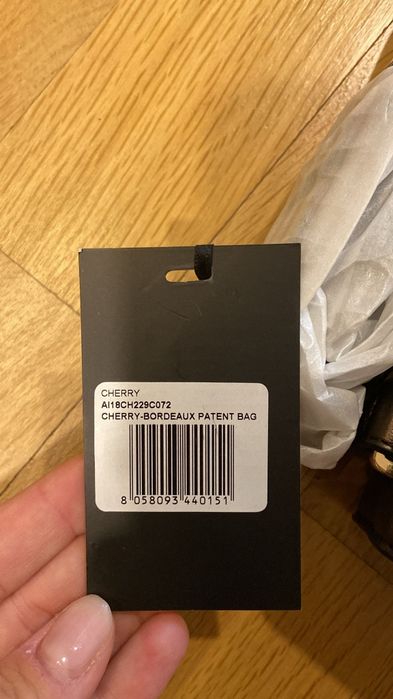 CHERRY
AI18CH229C072
CHERRY-BORDEAUX PATENT BAG
8 058093 440151